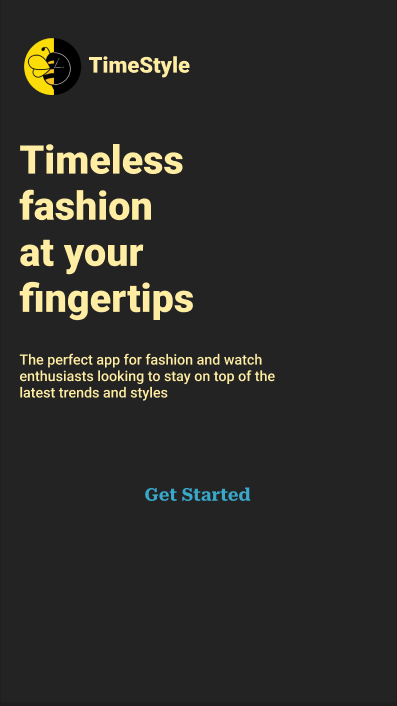 TimeStyle
Timeless
fashion
at your
fingertips
The perfect app for fashion and watch
enthusiasts looking to stay on top of the
latest trends and styles
Get Started